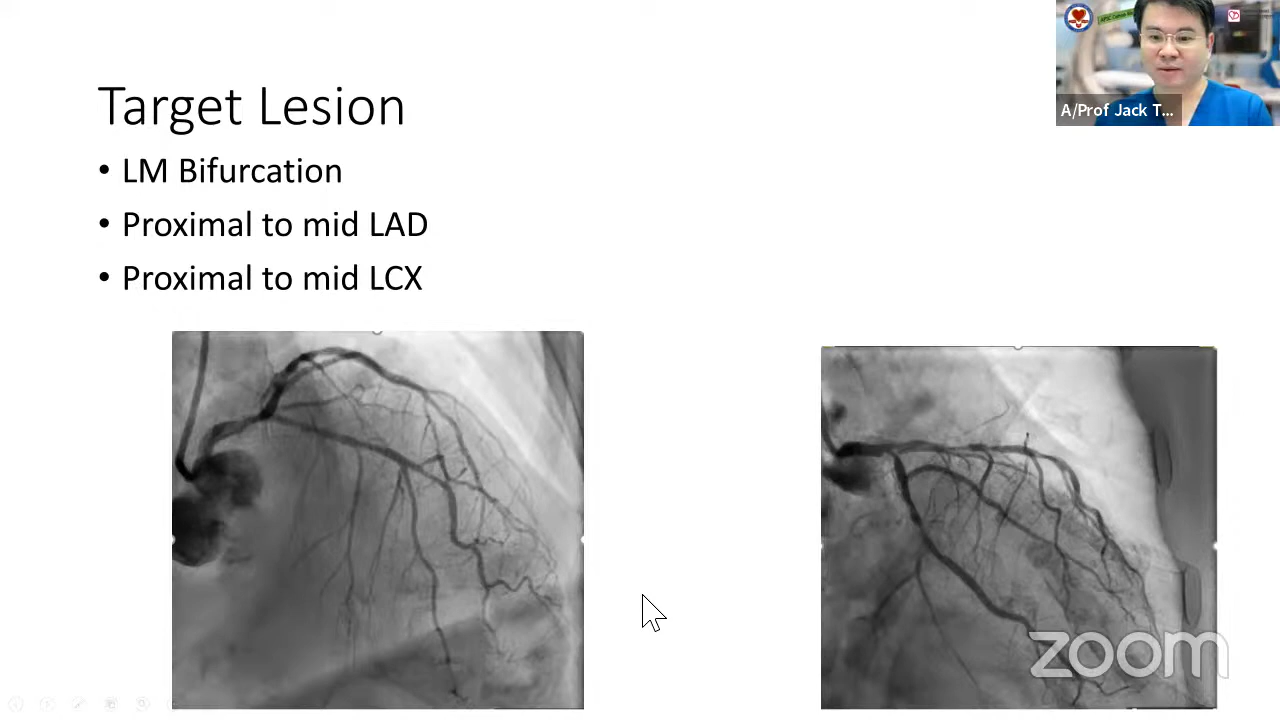 Target Lesion
• LM Bifurcation
• Proximal to mid LAD
• Proximal to mid LCX
A/Prof Jack T...
zoom